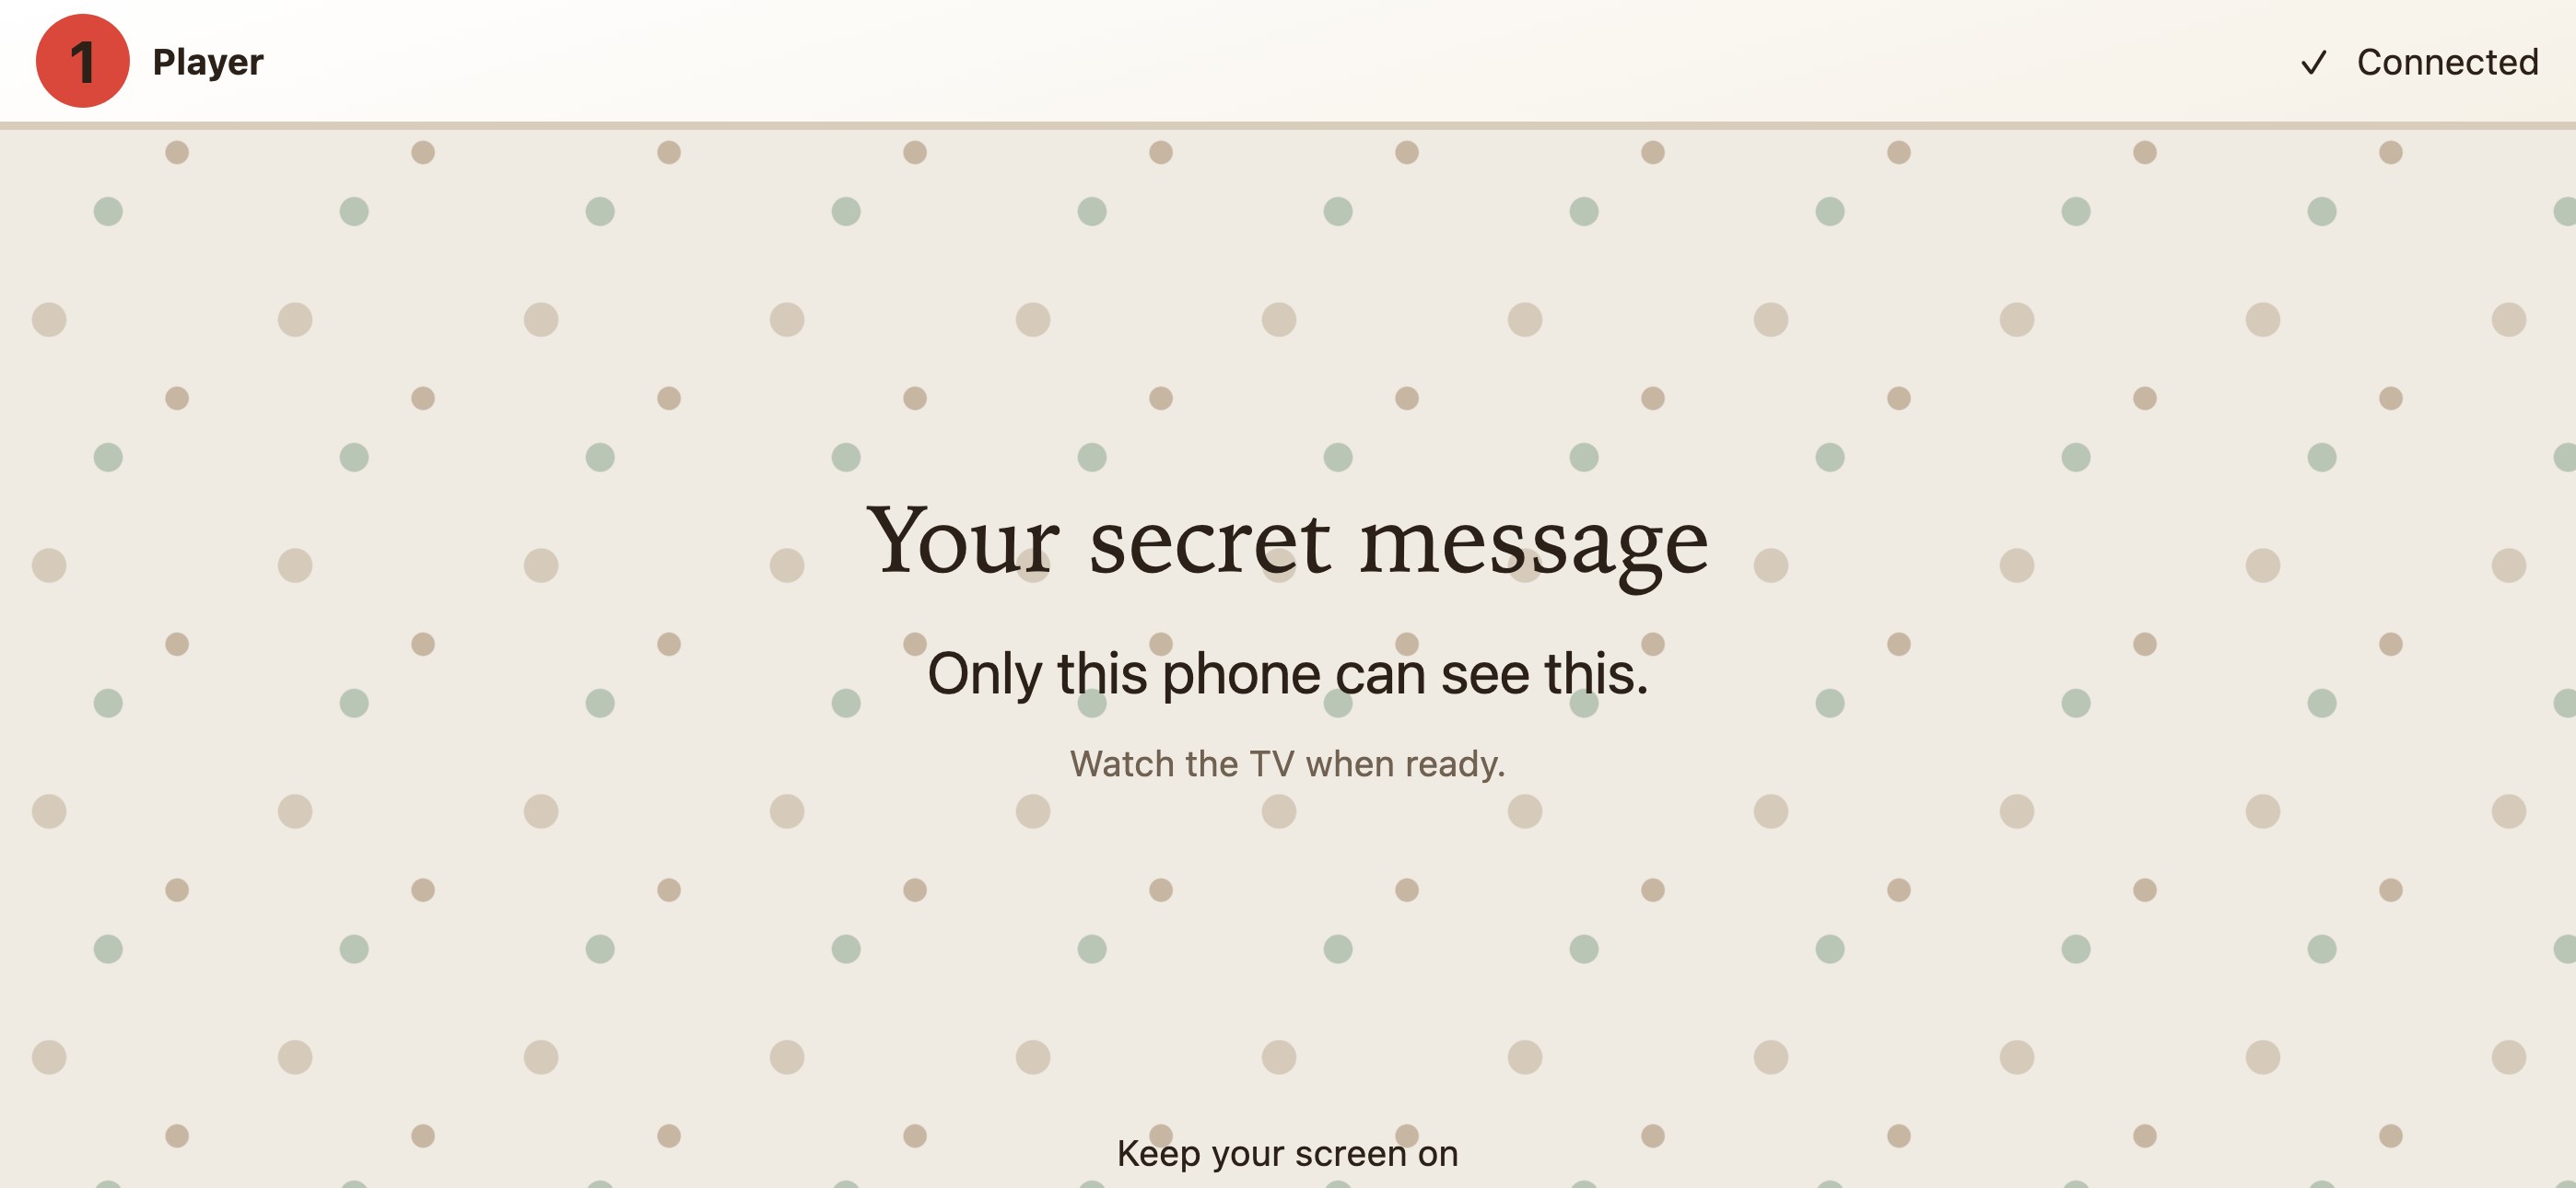 1 Player
✓ Connected
Your secret message
Only this phone can see this.
Watch the TV when ready.
Keep your screen on